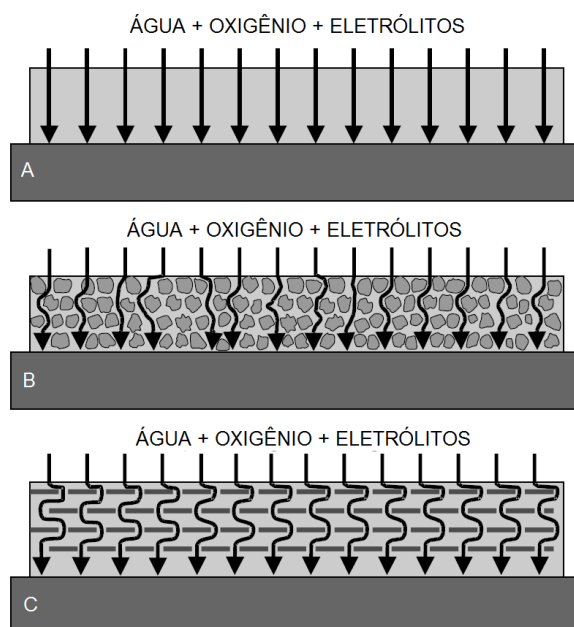 ÁGUA + OXIGÊNIO + ELETRÓLITOS
A
ÁGUA + OXIGÊNIO + ELETRÓLITOS
B
ÁGUA + OXIGÊNIO + ELETRÓLITOS
C